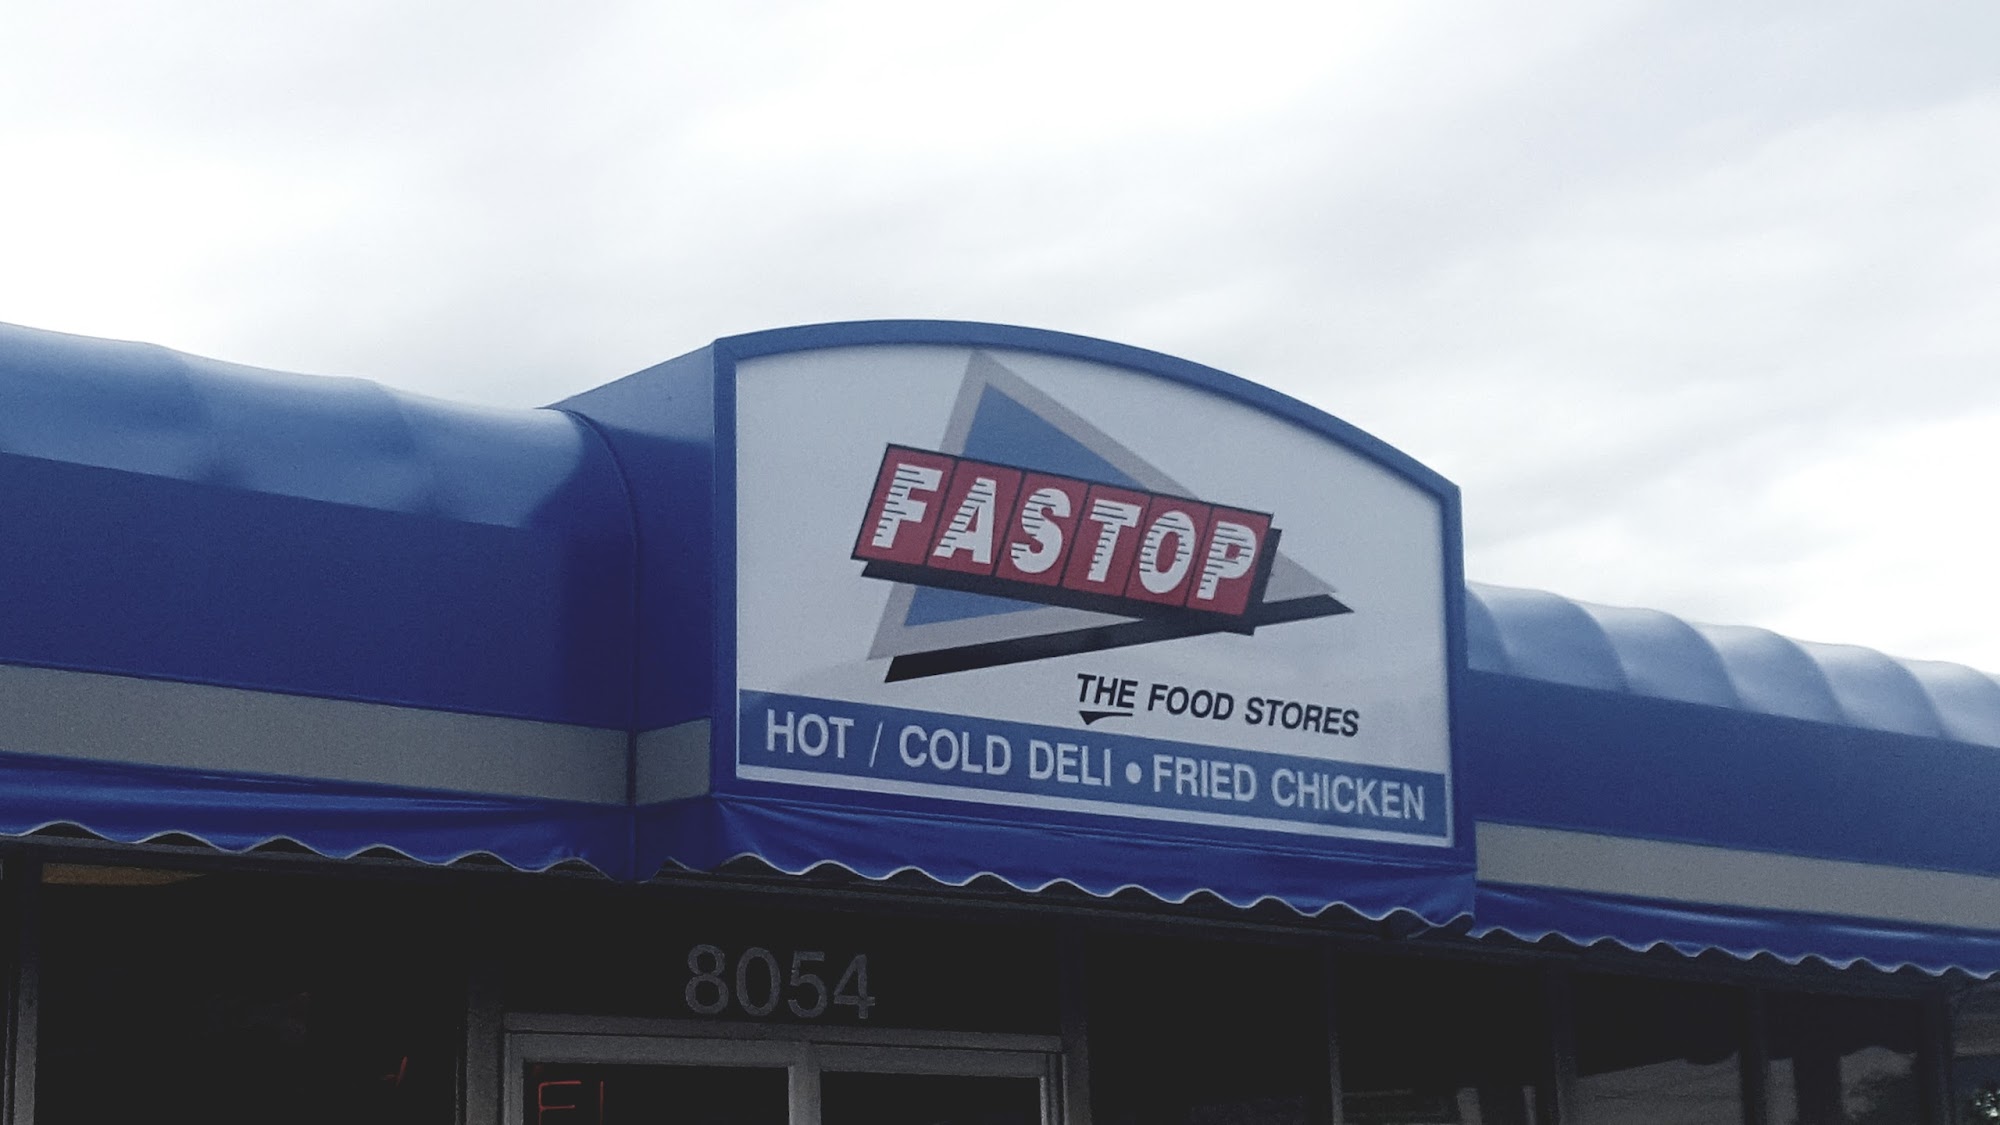 FASTOP
THE FOOD STORES
HOT / COLD DELI • FRIED CHICKEN
8054